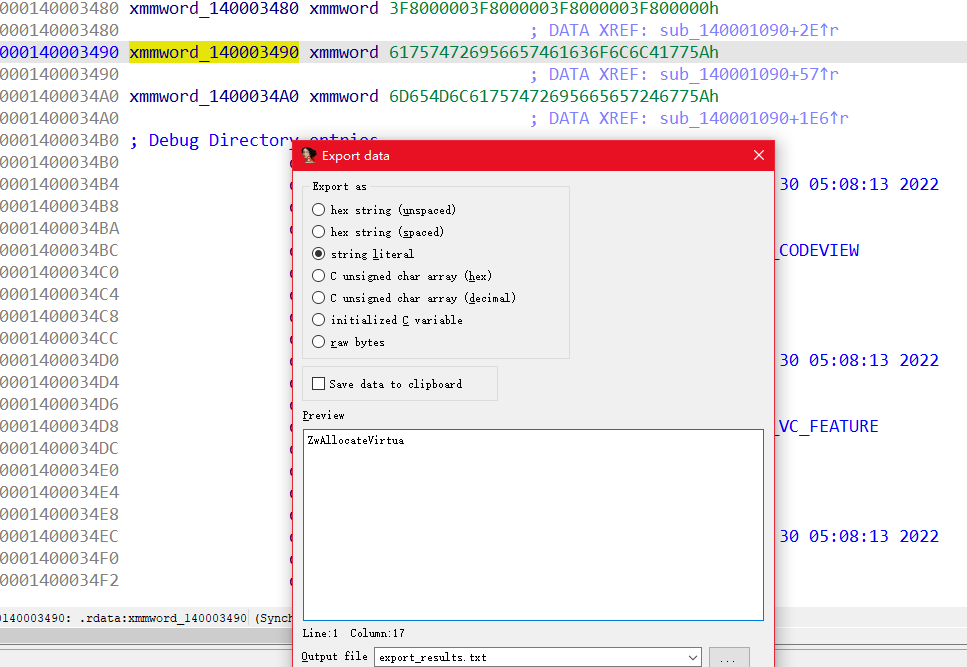 000140003480 xmmword_140003480 xmmword 3F8000003F8000003F8000003F800000h
000140003480 ; DATA XREF: sub_140001090+2E↑r
000140003490 xmmword_140003490 xmmword 617574726956657461636F6C6C41775Ah
000140003490 ; DATA XREF: sub_140001090+57↑r
0001400034A0 xmmword_1400034A0 xmmword 6D654D6C617574726956656572 46775Ah
0001400034A0 ; DATA XREF: sub_140001090+1E6↑r
0001400034B0 ; Debug Directory entries
0001400034B0
0001400034B4 30 05:08:13 2022
0001400034B8
0001400034BA
0001400034BC _CODEVIEW
0001400034C0
0001400034C4
0001400034C8
0001400034CC
0001400034D0 30 05:08:13 2022
0001400034D4
0001400034D6
0001400034D8 _VC_FEATURE
0001400034DC
0001400034E0
0001400034E4
0001400034E8
0001400034EC 30 05:08:13 2022
0001400034F0
0001400034F2
140003490: .rdata:xmmword_140003490 (Synch
Export data
Export as
hex string (unspaced)
hex string (spaced)
string literal
C unsigned char array (hex)
C unsigned char array (decimal)
initialized C variable
raw bytes
Save data to clipboard
Preview
ZwAllocateVirtua
Line:1 Column:17
Output file export_results.txt ...